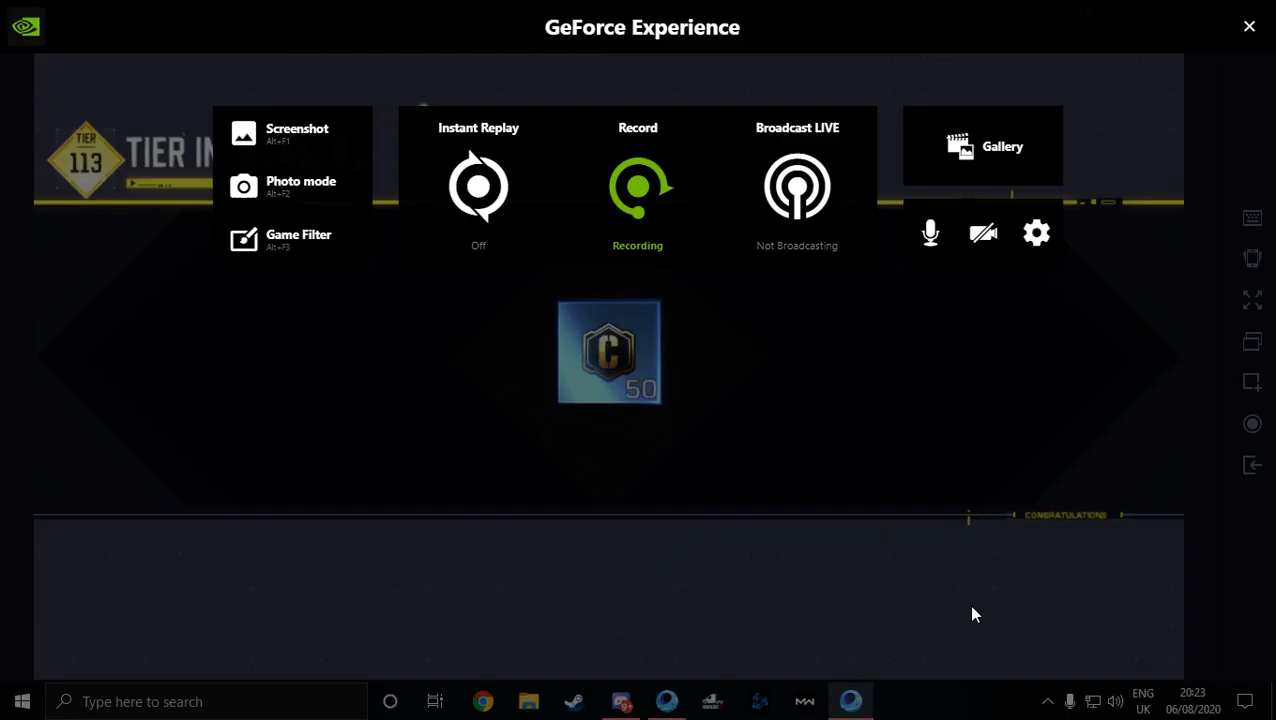 GeForce Experience
Screenshot
Alt+F1
Photo mode
Alt+F2
Game Filter
Alt+F3
Instant Replay
Off
Record
Recording
Broadcast LIVE
Not Broadcasting
Gallery
TIER
113
TIER
C
50
CONGRATULATIONS
Type here to search
9+
MW
ENG
UK
20:23
06/08/2020